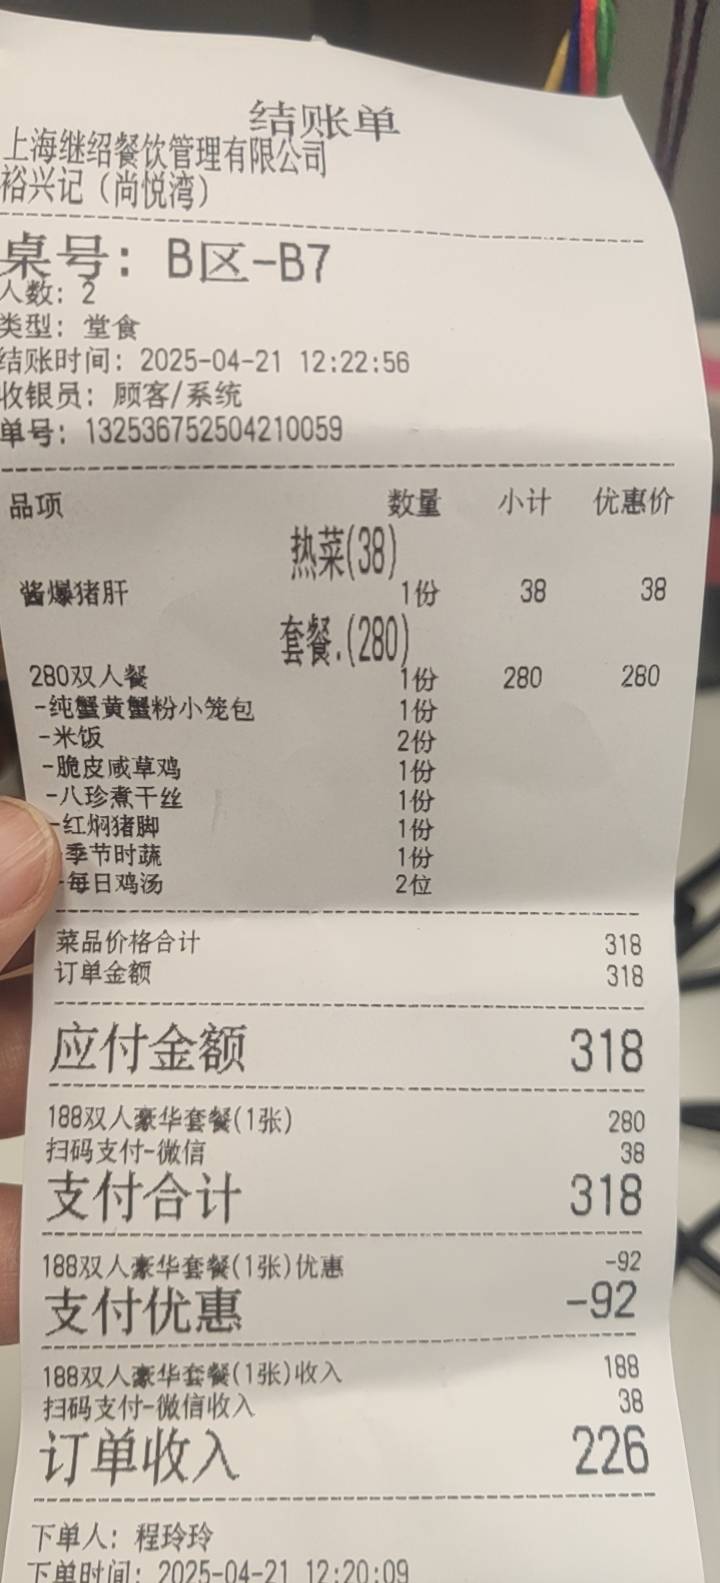 结账单
上海继绍餐饮管理有限公司
裕兴记（尚悦湾）
桌号: B区-B7
人数: 2
类型: 堂食
结账时间: 2025-04-21 12:22:56
收银员: 顾客/系统
单号: 132536752504210059
品项 数量 小计 优惠价
热菜(38)
酱爆猪肝 1份 38 38
套餐.(280)
280双人餐 1份 280 280
-纯蟹黄蟹粉小笼包 1份
-米饭 2份
-脆皮咸草鸡 1份
-八珍煮干丝 1份
-红焖猪脚 1份
-季节时蔬 1份
-每日鸡汤 2位
菜品价格合计 318
订单金额 318
应付金额 318
188双人豪华套餐(1张) 280
扫码支付-微信 38
支付合计 318
188双人豪华套餐(1张)优惠 -92
支付优惠 -92
188双人豪华套餐(1张)收入 188
扫码支付-微信收入 38
订单收入 226
下单人: 程玲玲
下单时间: 2025-04-21 12:20:09